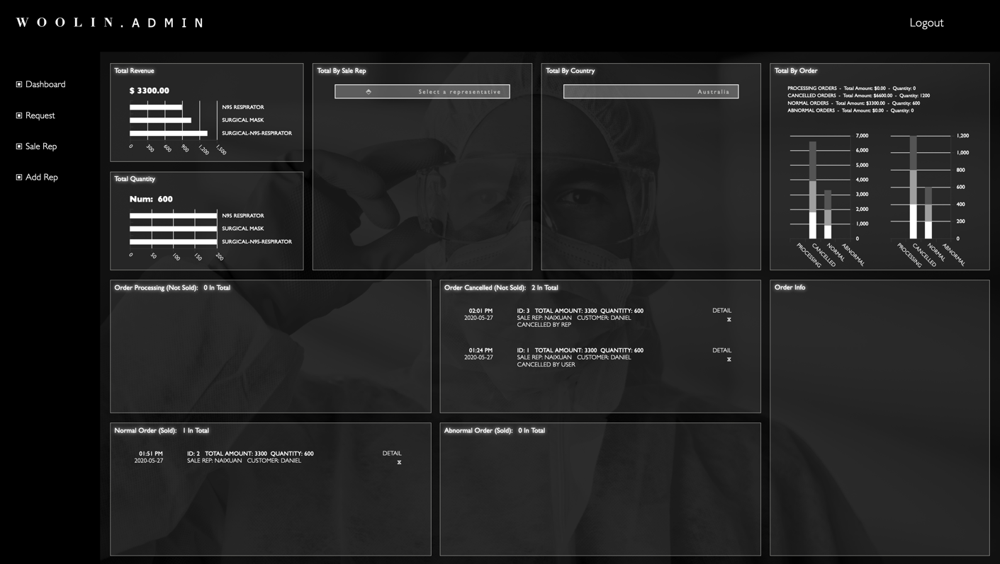 WOOLIN.ADMIN
Logout
Dashboard
Request
Sale Rep
Add Rep
Total Revenue
$ 3300.00
N95 RESPIRATOR
SURGICAL MASK
SURGICAL-N95-RESPIRATOR
0 300 600 900 1,200 1,500
Total Quantity
Num: 600
N95 RESPIRATOR
SURGICAL MASK
SURGICAL-N95-RESPIRATOR
0 50 100 150 200
Total By Sale Rep
Select a representative
Total By Country
Australia
Total By Order
PROCESSING ORDERS - Total Amount: $0.00 - Quantity: 0
CANCELLED ORDERS - Total Amount: $6600.00 - Quantity: 1200
NORMAL ORDERS - Total Amount: $3300.00 - Quantity: 600
ABNORMAL ORDERS - Total Amount: $0.00 - Quantity: 0
7,000
6,000
5,000
4,000
3,000
2,000
1,000
0
PROCESSING CANCELLED NORMAL ABNORMAL
1,200
1,000
800
600
400
200
0
PROCESSING CANCELLED NORMAL ABNORMAL
Order Processing (Not Sold): 0 In Total
Order Cancelled (Not Sold): 2 In Total
02:01 PM ID: 3 TOTAL AMOUNT: 3300 QUANTITY: 600 DETAIL
2020-05-27 SALE REP: NAIXUAN CUSTOMER: DANIEL
CANCELLED BY REP
01:24 PM ID: 1 TOTAL AMOUNT: 3300 QUANTITY: 600 DETAIL
2020-05-27 SALE REP: NAIXUAN CUSTOMER: DANIEL
CANCELLED BY USER
Order Info
Normal Order (Sold): 1 In Total
01:51 PM ID: 2 TOTAL AMOUNT: 3300 QUANTITY: 600 DETAIL
2020-05-27 SALE REP: NAIXUAN CUSTOMER: DANIEL
Abnormal Order (Sold): 0 In Total